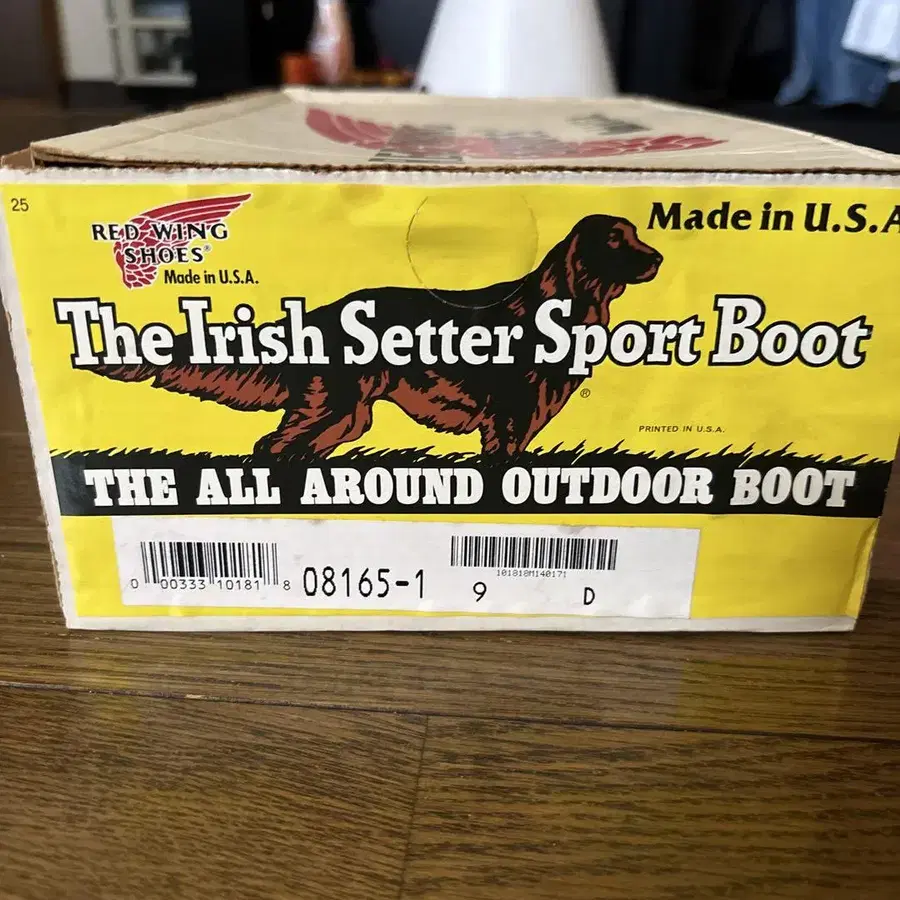 25
RED WING
SHOES®
Made in U.S.A.
Made in U.S.A
The Irish Setter Sport Boot
®
PRINTED IN U.S.A.
THE ALL AROUND OUTDOOR BOOT
0 00333 10181 8
08165-1
101818M140171
9 D